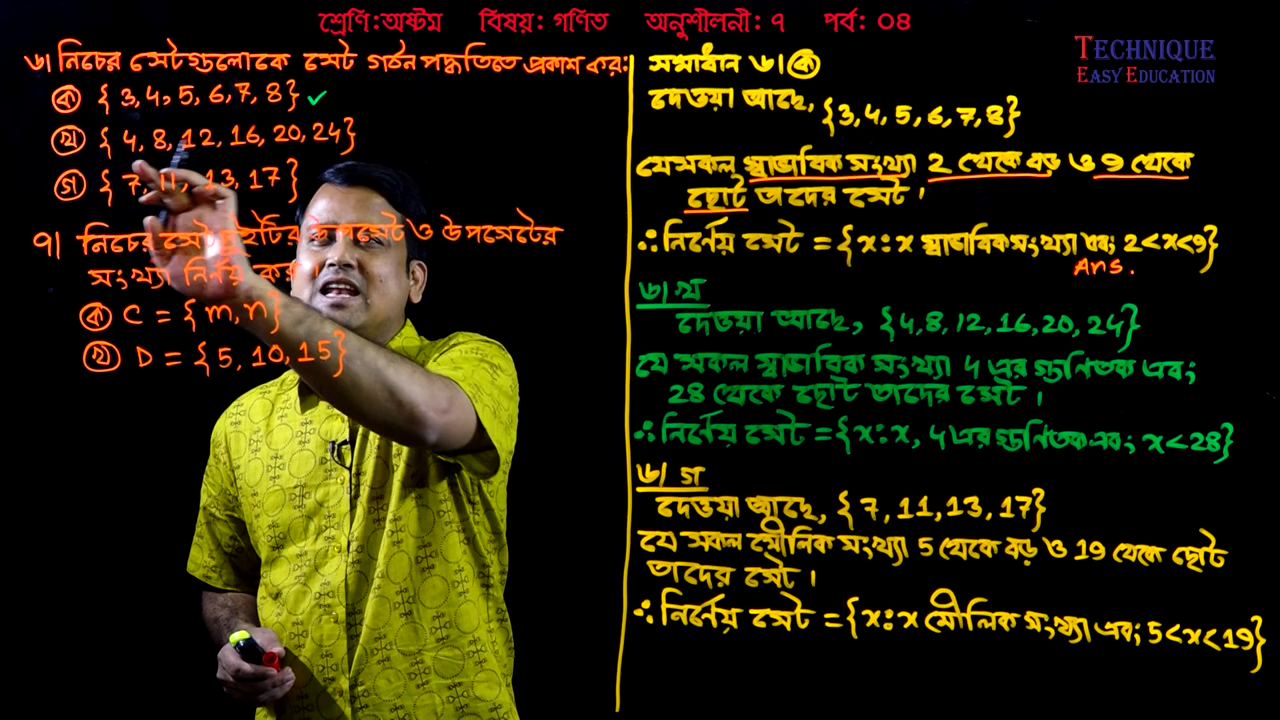 শ্রেণি:অষ্টম বিষয়: গণিত অনুশীলনী: ৭ পর্ব: ০৪
TECHNIQUE
EASY EDUCATION
৬। নিচের সেটগুলোকে সেট গঠন পদ্ধতিতে প্রকাশ কর:
ক {3,4,5,6,7,8} ✓
খ {4,8,12,16,20,24}
গ {7,11,13,17}
৭। নিচের সেট দুইটির উপসেট ও উপসেটের
সংখ্যা নির্ণয় কর।
ক C = {m,n}
খ D = {5,10,15}
সমাধান ৬। ক
দেওয়া আছে, {3,4,5,6,7,8}
যেসকল স্বাভাবিক সংখ্যা 2 থেকে বড় ও 9 থেকে
ছোট তাদের সেট।
∴ নির্ণেয় সেট = {x:x স্বাভাবিক সংখ্যা এবং 2<x<9}
Ans.
৬। খ
দেওয়া আছে, {4,8,12,16,20,24}
যে সকল স্বাভাবিক সংখ্যা 4 এর গুণিতক এবং
28 থেকে ছোট তাদের সেট।
∴ নির্ণেয় সেট = {x:x, 4 এর গুণিতক এবং x<28}
৬। গ
দেওয়া আছে, {7,11,13,17}
যে সকল মৌলিক সংখ্যা 5 থেকে বড় ও 19 থেকে ছোট
তাদের সেট।
∴ নির্ণেয় সেট = {x:x মৌলিক সংখ্যা এবং 5<x<19}